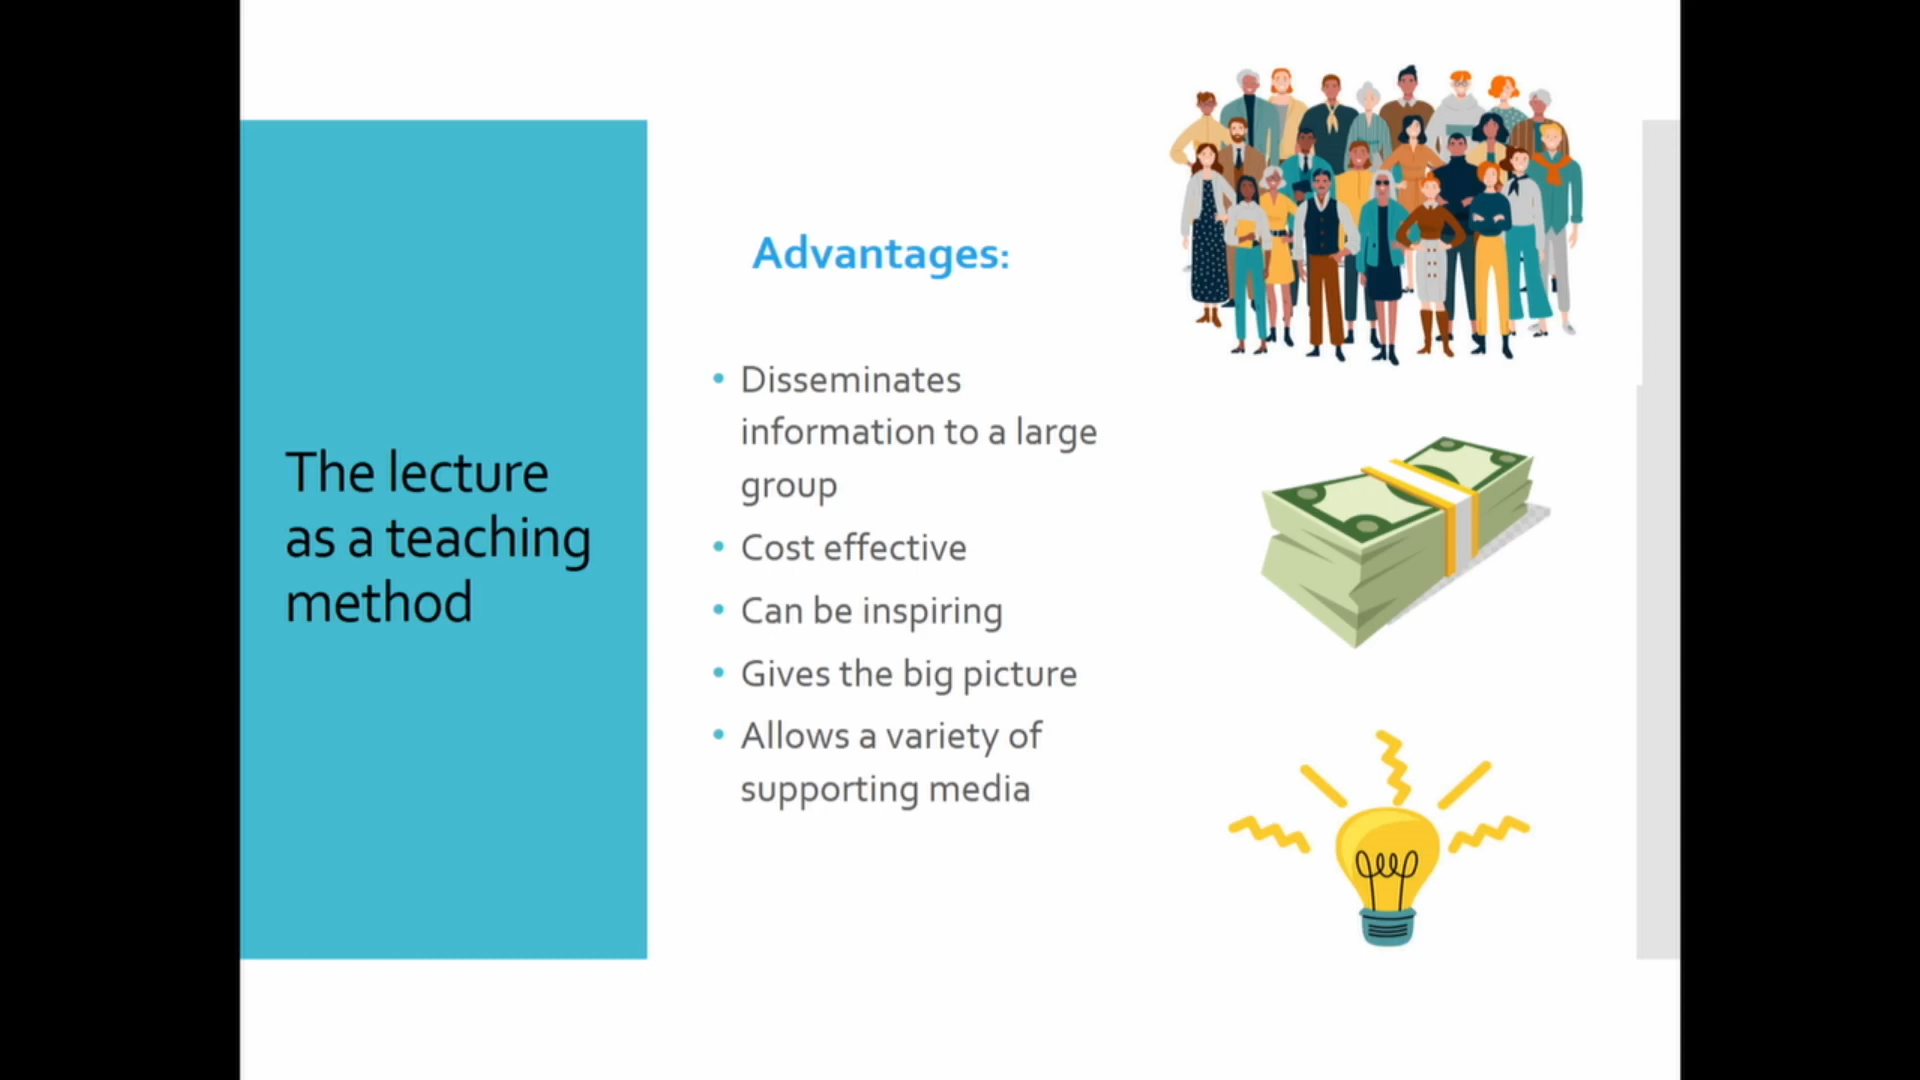 The lecture
as a teaching
method
Advantages:
• Disseminates
information to a large
group
• Cost effective
• Can be inspiring
• Gives the big picture
• Allows a variety of
supporting media